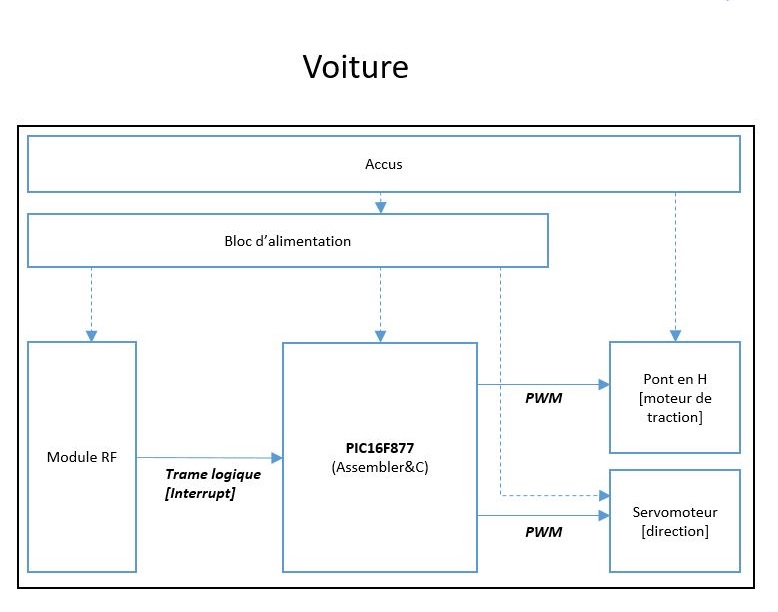 Voiture
Accus
Bloc d’alimentation
Module RF
Trame logique
[Interrupt]
PIC16F877
(Assembler&C)
PWM
PWM
Pont en H
[moteur de
traction]
Servomoteur
[direction]